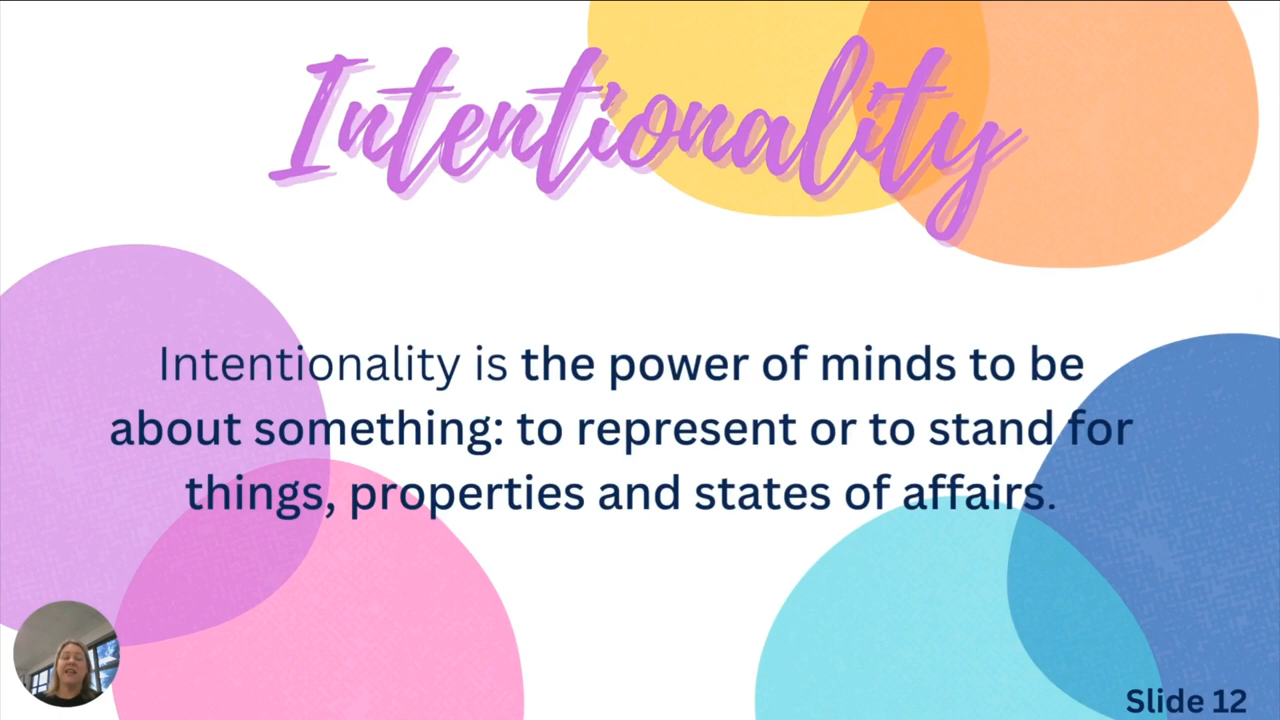 Intentionality
Intentionality is the power of minds to be
about something: to represent or to stand for
things, properties and states of affairs.
Slide 12